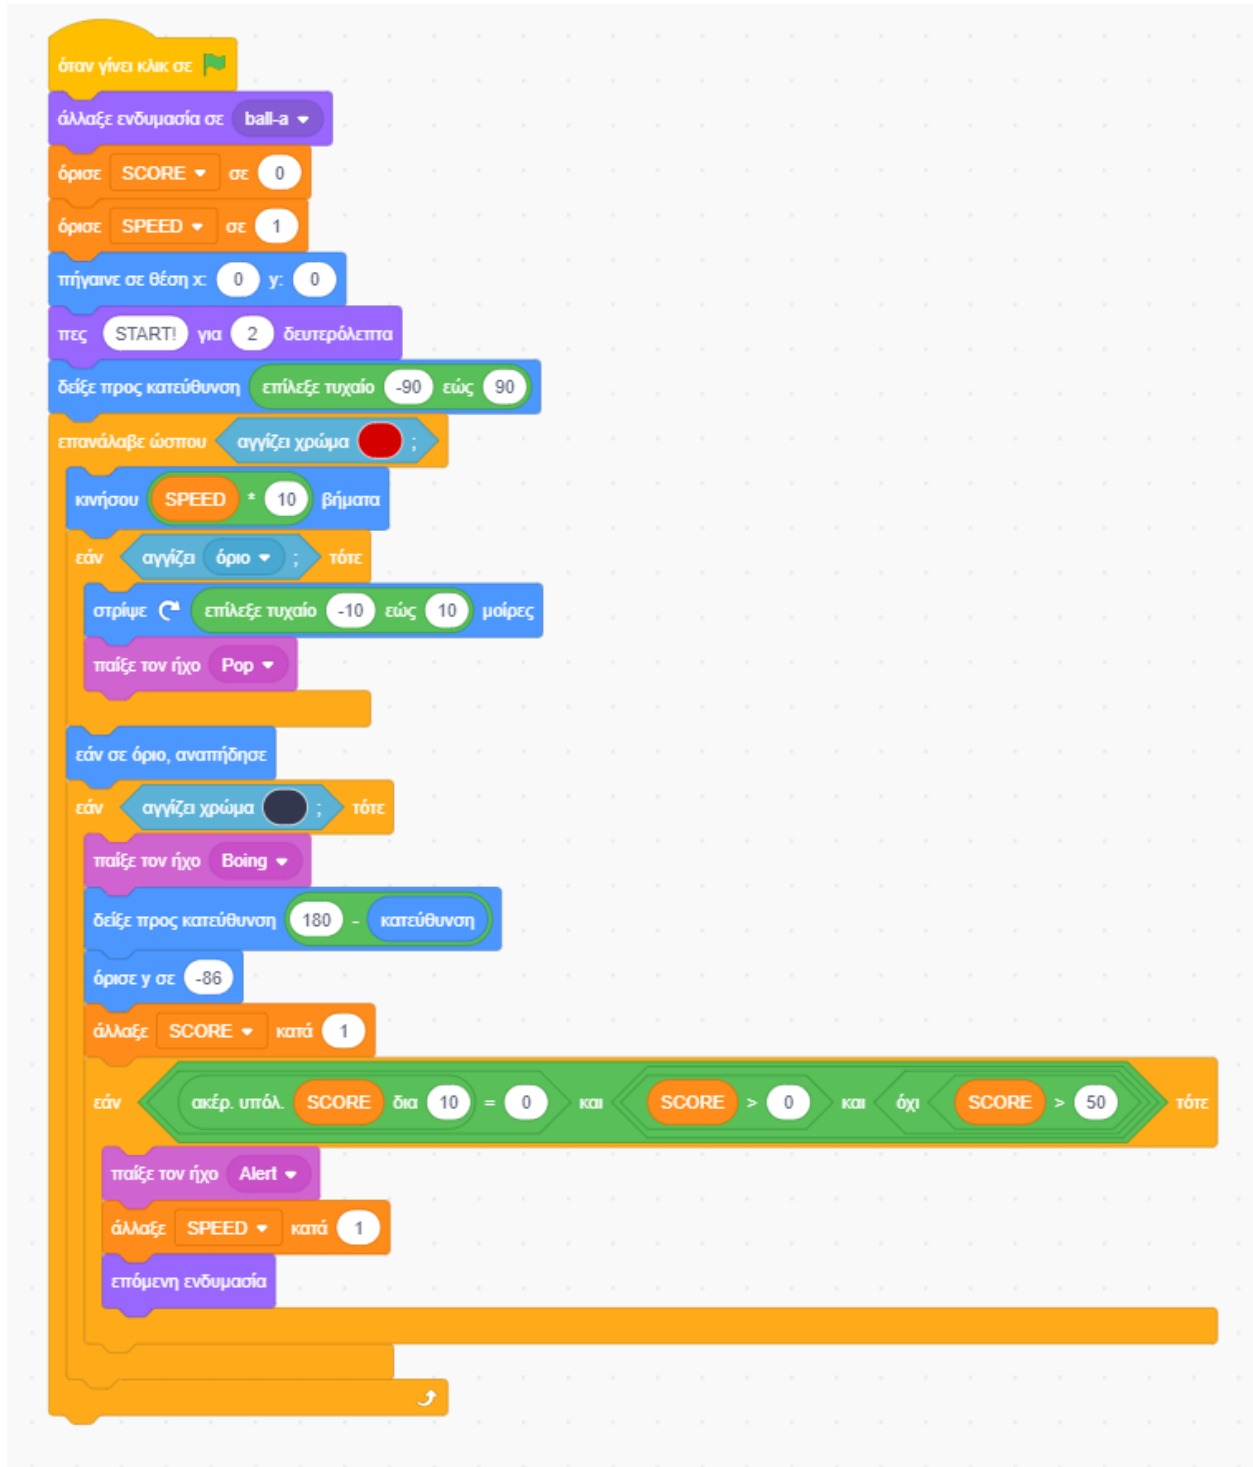 όταν γίνει κλικ σε
άλλαξε ενδυμασία σε ball-a
όρισε SCORE σε 0
όρισε SPEED σε 1
πήγαινε σε θέση x: 0 y: 0
πες START! για 2 δευτερόλεπτα
δείξε προς κατεύθυνση επίλεξε τυχαίο -90 εώς 90
επανάλαβε ώσπου αγγίζει χρώμα ;
κινήσου SPEED * 10 βήματα
εάν αγγίζει όριο ; τότε
στρίψε επίλεξε τυχαίο -10 εώς 10 μοίρες
παίξε τον ήχο Pop
εάν σε όριο, αναπήδησε
εάν αγγίζει χρώμα ; τότε
παίξε τον ήχο Boing
δείξε προς κατεύθυνση 180 - κατεύθυνση
όρισε y σε -86
άλλαξε SCORE κατά 1
εάν ακέρ. υπόλ. SCORE δια 10 = 0 και SCORE > 0 και όχι SCORE > 50 τότε
παίξε τον ήχο Alert
άλλαξε SPEED κατά 1
επόμενη ενδυμασία